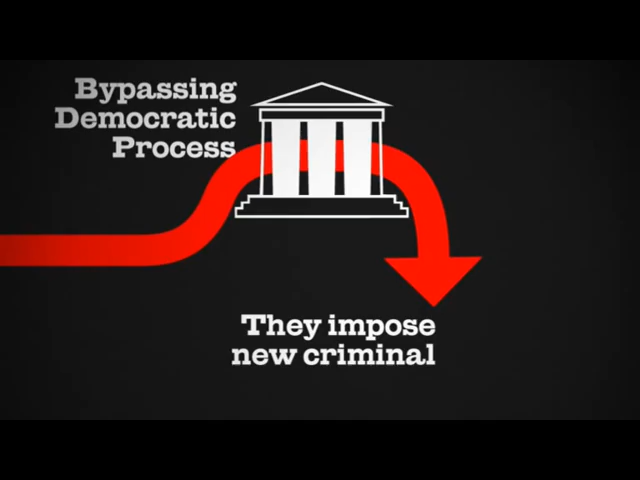 Bypassing
Democratic
Process
They impose
new criminal